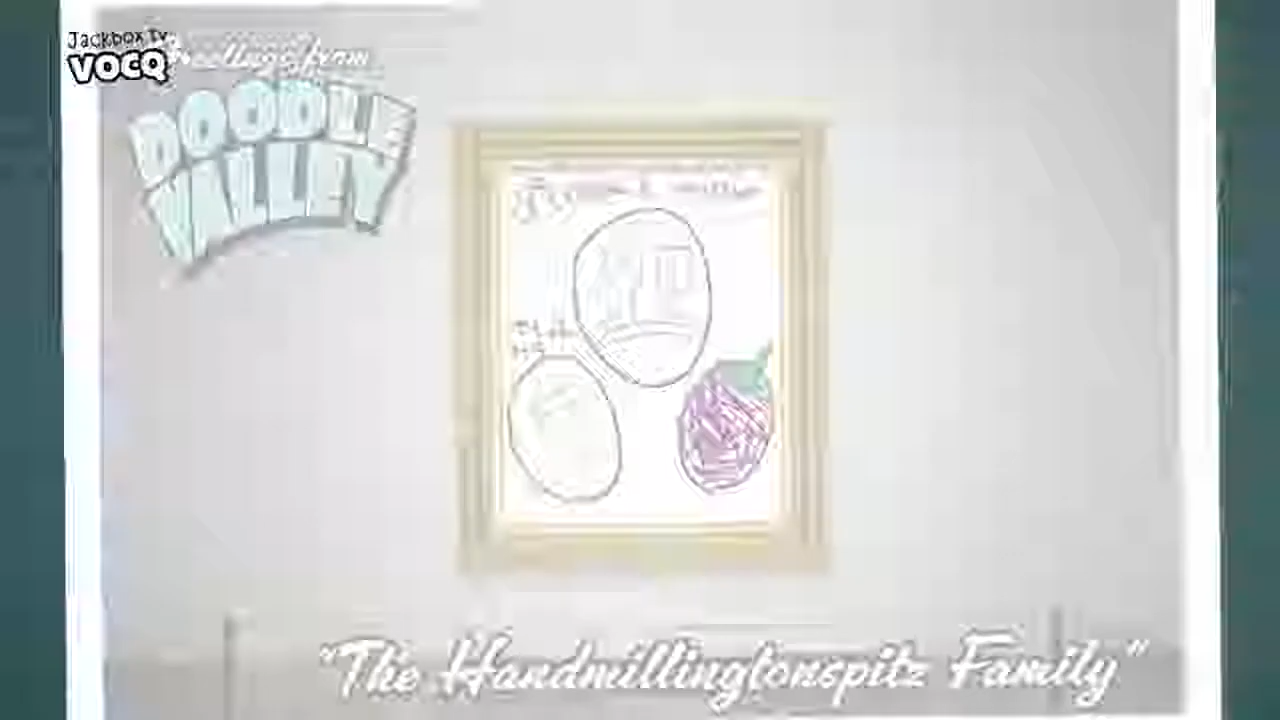 Jackbox.tv
VOCQ
Greetings from
DOODLE
VALLEY
"The Handmillingtonspitz Family"